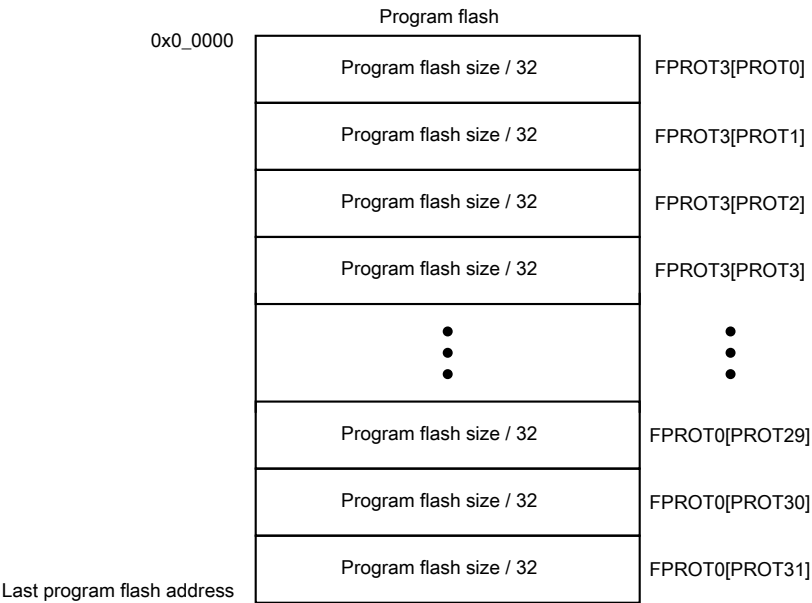 Program flash
0x0_0000
Program flash size / 32 FPROT3[PROT0]
Program flash size / 32 FPROT3[PROT1]
Program flash size / 32 FPROT3[PROT2]
Program flash size / 32 FPROT3[PROT3]
Program flash size / 32 FPROT0[PROT29]
Program flash size / 32 FPROT0[PROT30]
Program flash size / 32 FPROT0[PROT31]
Last program flash address